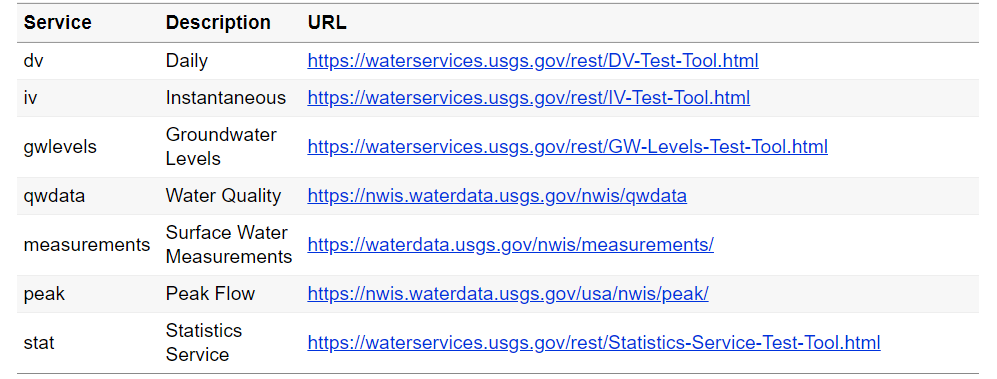 Service Description URL
dv Daily https://waterservices.usgs.gov/rest/DV-Test-Tool.html
iv Instantaneous https://waterservices.usgs.gov/rest/IV-Test-Tool.html
gwlevels Groundwater Levels https://waterservices.usgs.gov/rest/GW-Levels-Test-Tool.html
qwdata Water Quality https://nwis.waterdata.usgs.gov/nwis/qwdata
measurements Surface Water Measurements https://waterdata.usgs.gov/nwis/measurements/
peak Peak Flow https://nwis.waterdata.usgs.gov/usa/nwis/peak/
stat Statistics Service https://waterservices.usgs.gov/rest/Statistics-Service-Test-Tool.html